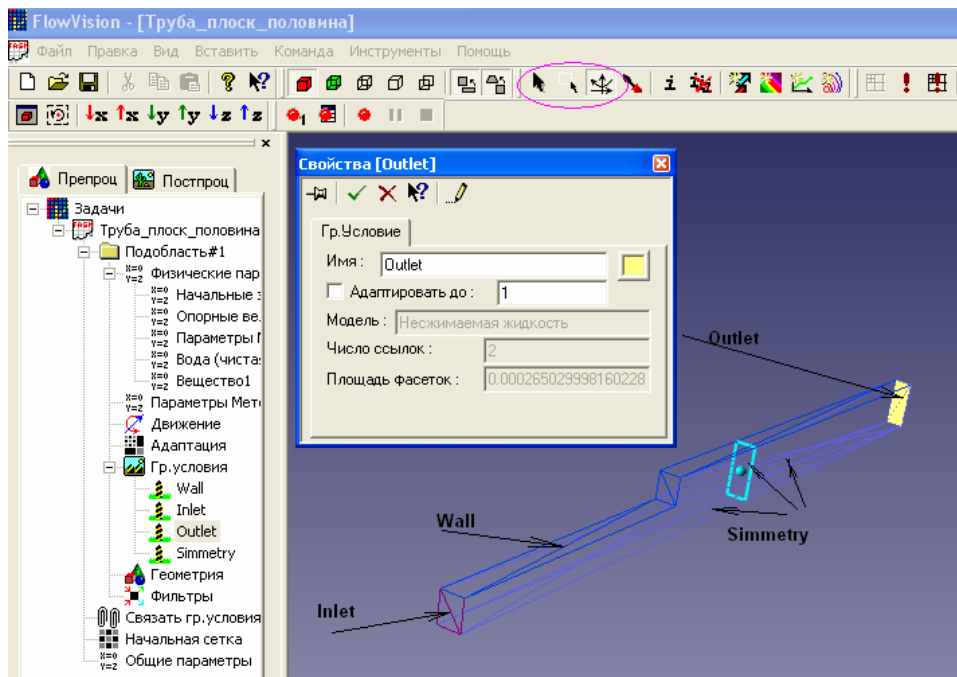 FlowVision - [Труба_плоск_половина]
Файл Правка Вид Вставить Команда Инструменты Помощь
Препроц Постпроц
Задачи
Труба_плоск_половина
Подобласть#1
Физические пар
Начальные з
Опорные ве.
Параметры
Вода (чистая
Вещество1
Параметры Мет
Движение
Адаптация
Гр.условия
Wall
Inlet
Outlet
Simmetry
Геометрия
Фильтры
Связать гр.условия
Начальная сетка
Общие параметры
Свойства [Outlet]
Гр.Условие
Имя : Outlet
Адаптировать до : 1
Модель : Несжимаемая жидкость
Число ссылок : 2
Площадь фасеток : 0.000265029998160228
Outlet
Wall
Simmetry
Inlet